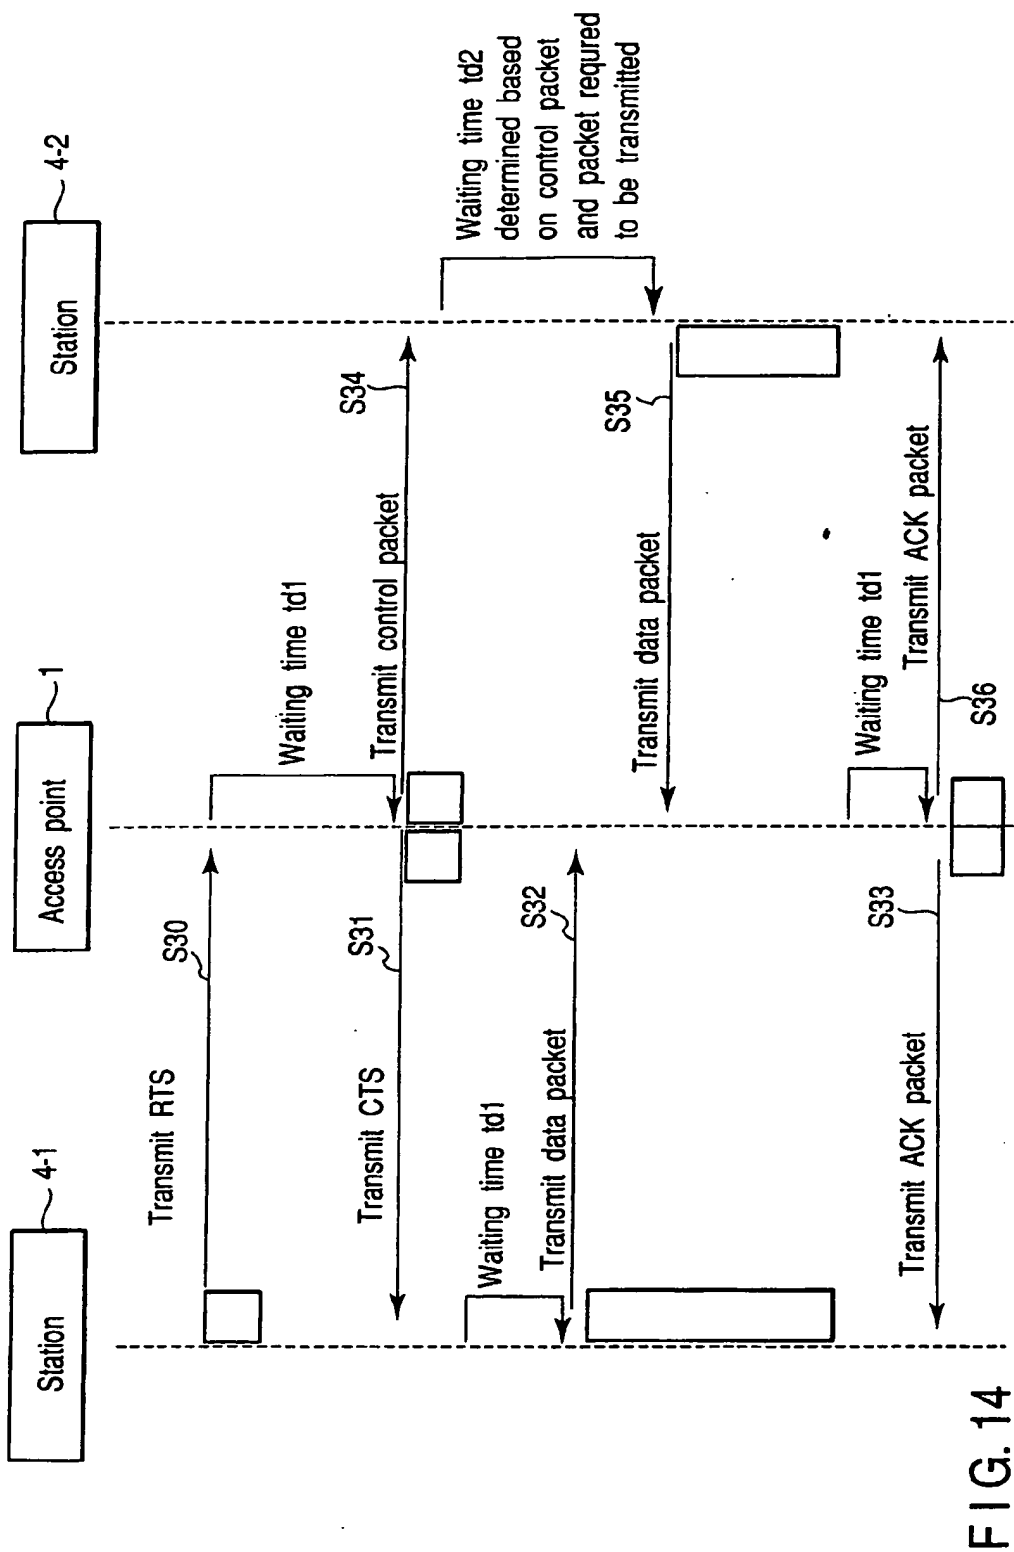 Station
4-1
Access point
1
Station
4-2
Transmit RTS
S30
Waiting time td1
Transmit CTS
S31
Transmit control packet
S34
Waiting time td2
determined based
on control packet
and packet requred
to be transmitted
Waiting time td1
Transmit data packet
S32
Transmit data packet
S35
Waiting time td1
Transmit ACK packet
S33
Transmit ACK packet
S36
FIG. 14